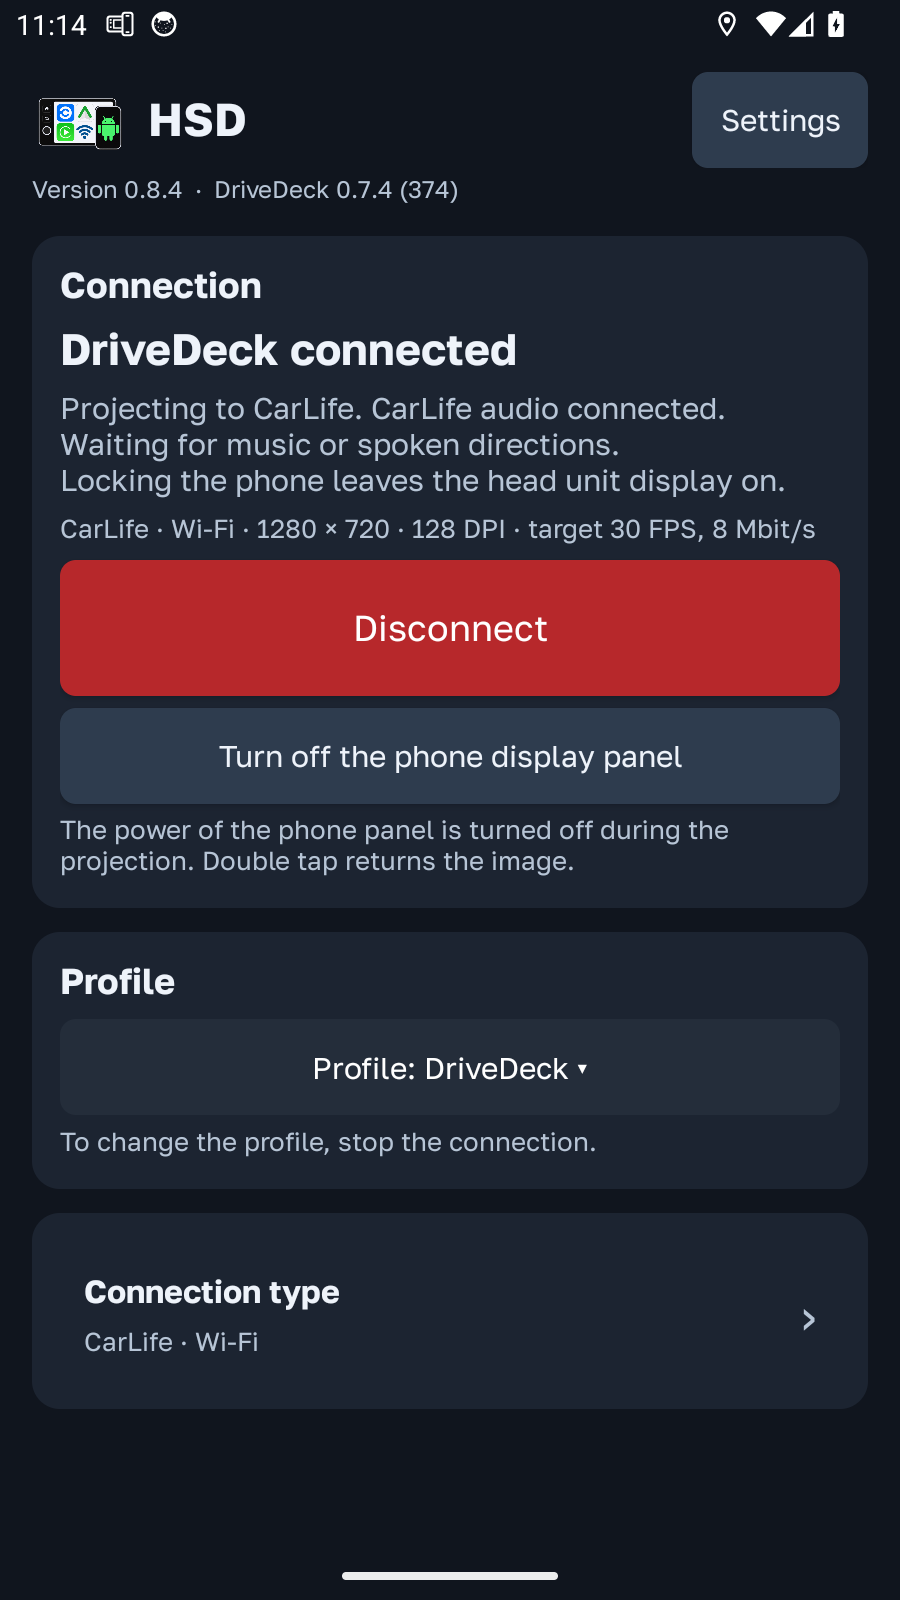 11:14
HSD
Settings
Version 0.8.4 · DriveDeck 0.7.4 (374)
Connection
DriveDeck connected
Projecting to CarLife. CarLife audio connected.
Waiting for music or spoken directions.
Locking the phone leaves the head unit display on.
CarLife · Wi-Fi · 1280 × 720 · 128 DPI · target 30 FPS, 8 Mbit/s
Disconnect
Turn off the phone display panel
The power of the phone panel is turned off during the
projection. Double tap returns the image.
Profile
Profile: DriveDeck ▾
To change the profile, stop the connection.
Connection type
CarLife · Wi-Fi